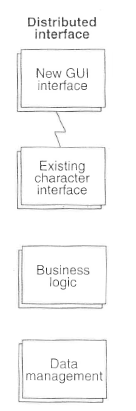 Distributed
interface
New GUI
interface
Existing
character
interface
Business
logic
Data
management